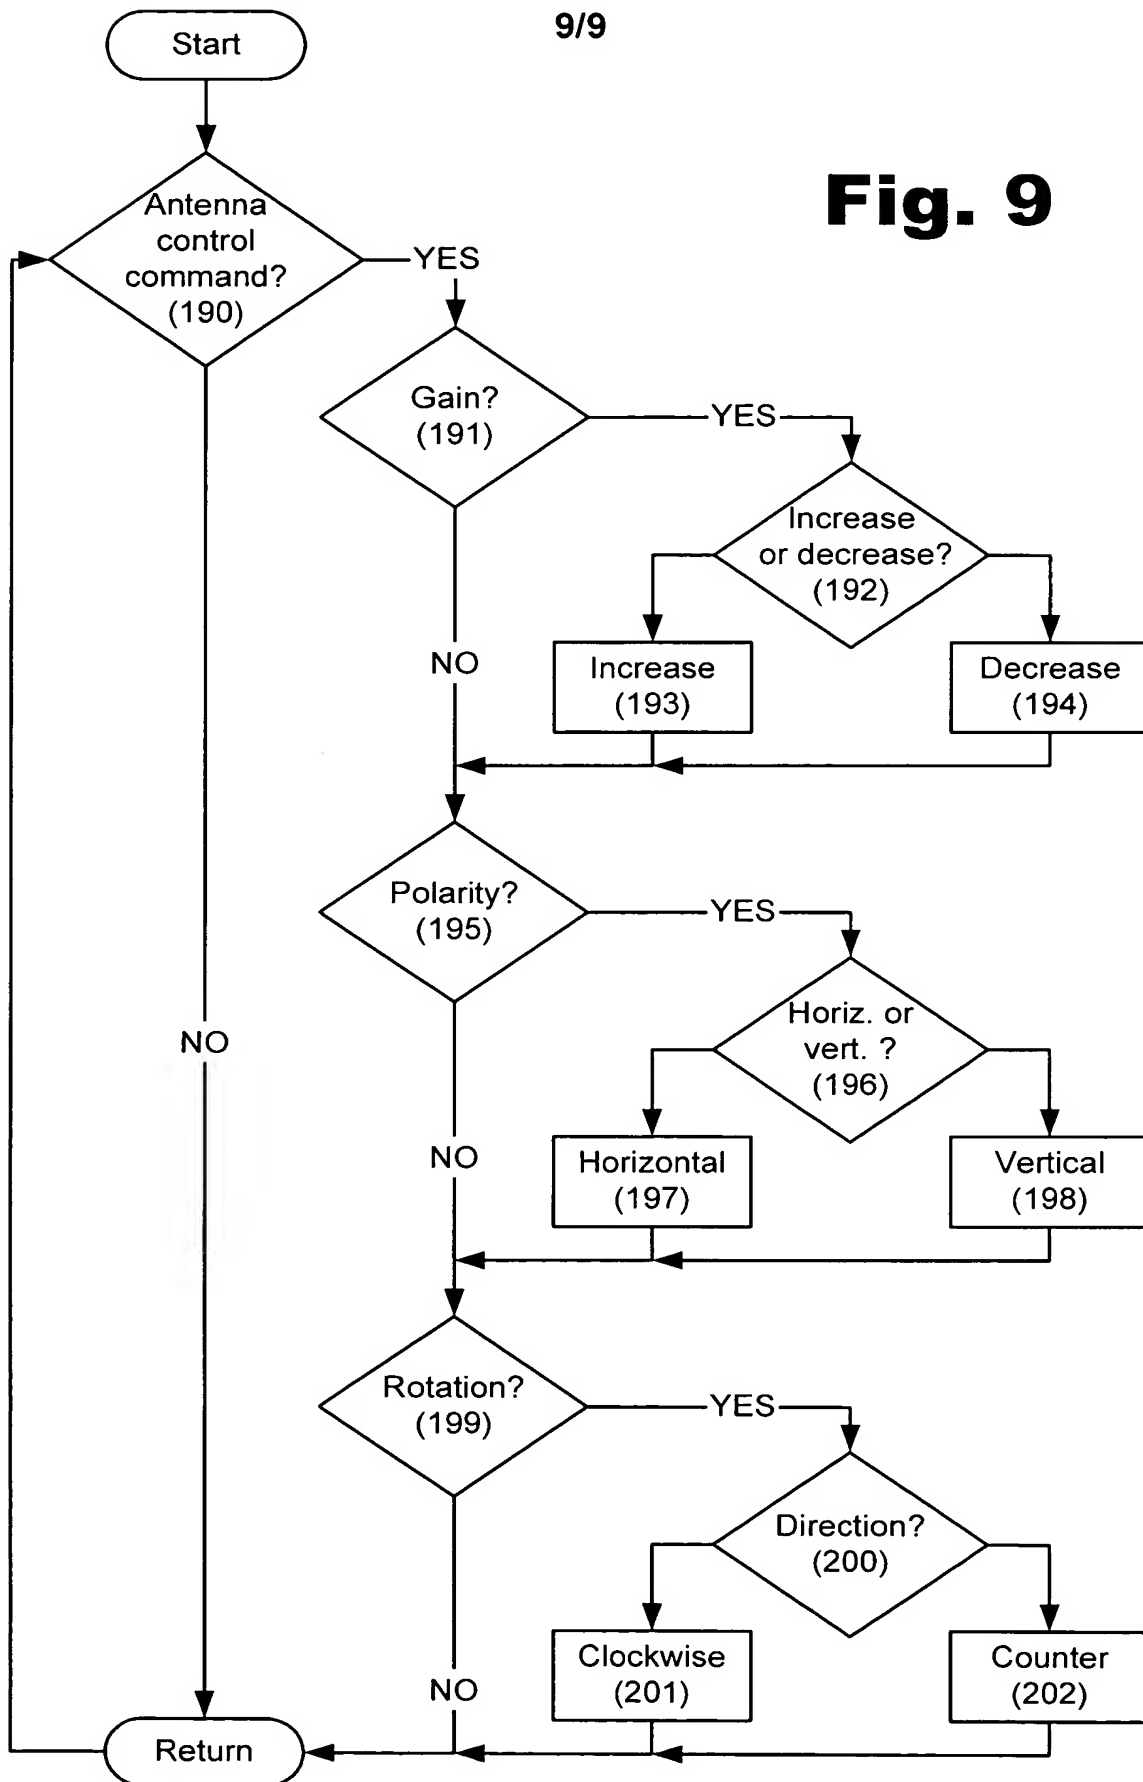 9/9
Start
Fig. 9
Antenna
control
command?
(190)
YES
Gain?
(191)
YES
Increase
or decrease?
(192)
NO
Increase
(193)
Decrease
(194)
Polarity?
(195)
YES
Horiz. or
vert. ?
(196)
NO
NO
Horizontal
(197)
Vertical
(198)
Rotation?
(199)
YES
Direction?
(200)
NO
Clockwise
(201)
Counter
(202)
Return